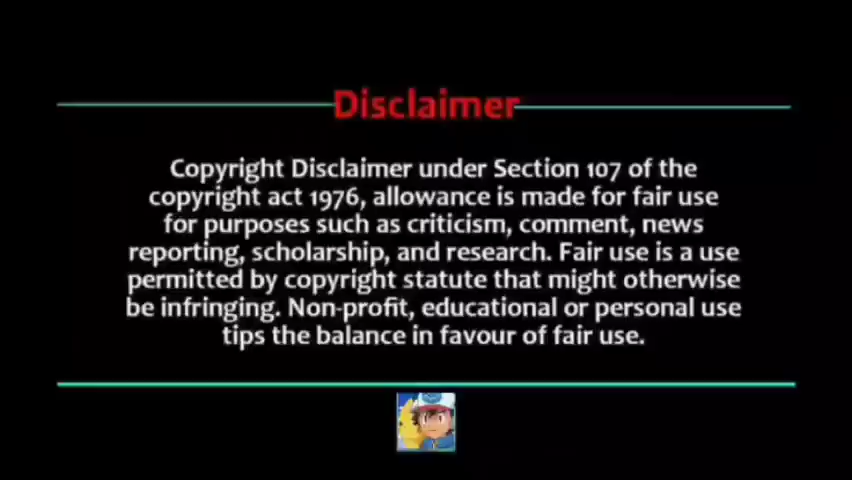 Disclaimer
Copyright Disclaimer under Section 107 of the
copyright act 1976, allowance is made for fair use
for purposes such as criticism, comment, news
reporting, scholarship, and research. Fair use is a use
permitted by copyright statute that might otherwise
be infringing. Non-profit, educational or personal use
tips the balance in favour of fair use.